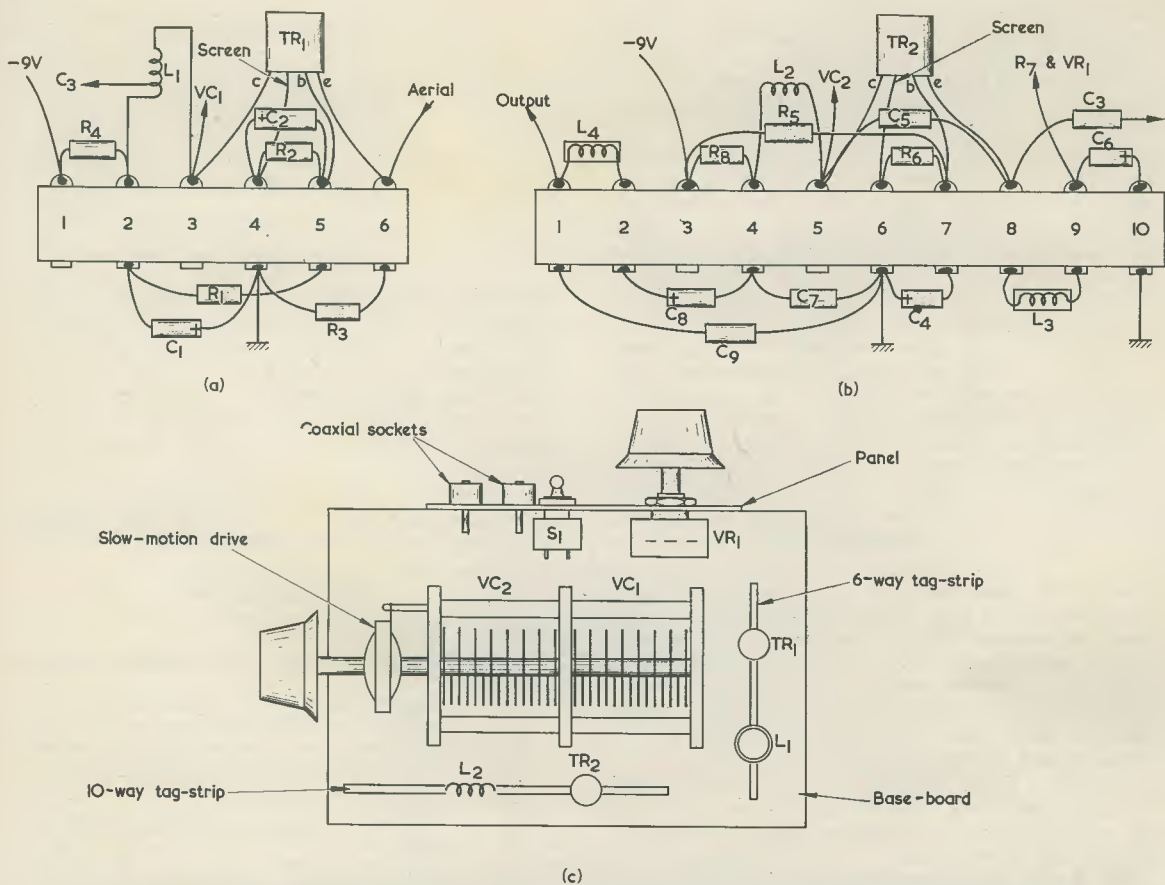 TR₁
Screen
L₁
-9V
C₃
VC₁
c
b
e
Aerial
+C₂
R₄
R₂
1 2 3 4 5 6
R₁
R₃
C₁
+
(a)
TR₂
Screen
-9V
L₂
VC₂
c
b
e
R₇ & VR₁
Output
R₅
C₅
C₃
L₄
R₈
R₆
C₆
+
1 2 3 4 5 6 7 8 9 10
+
C₈
C₇
+
C₄
L₃
C₉
(b)
Coaxial sockets
Panel
Slow-motion drive
S₁
VR₁
VC₂
VC₁
6-way tag-strip
TR₁
L₁
L₂
TR₂
10-way tag-strip
Base-board
(c)